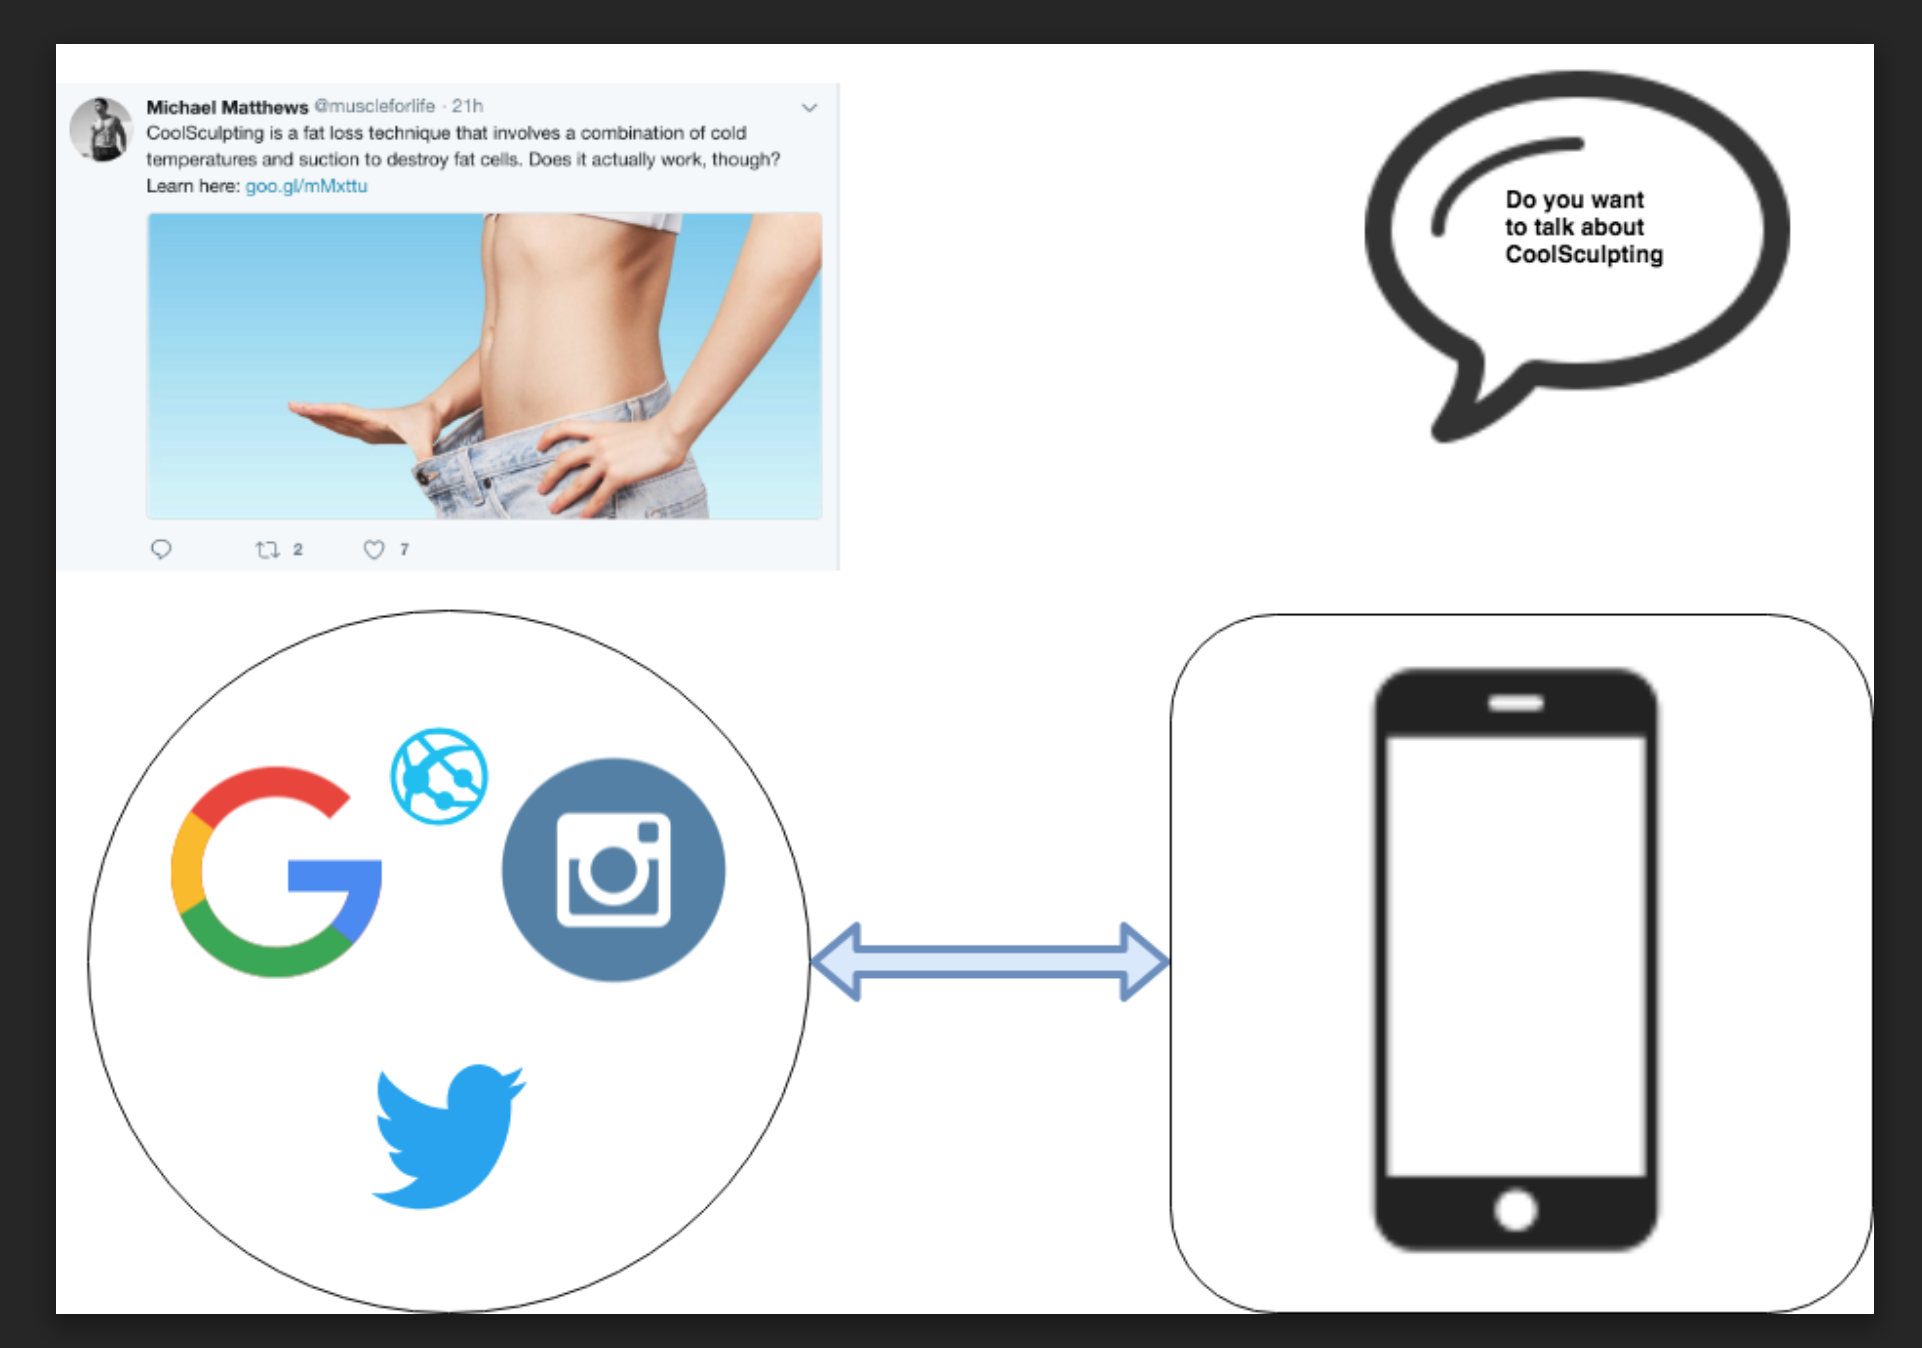 Michael Matthews @muscleforlife · 21h
CoolSculpting is a fat loss technique that involves a combination of cold
temperatures and suction to destroy fat cells. Does it actually work, though?
Learn here: goo.gl/mMxttu
2 7
Do you want
to talk about
CoolSculpting